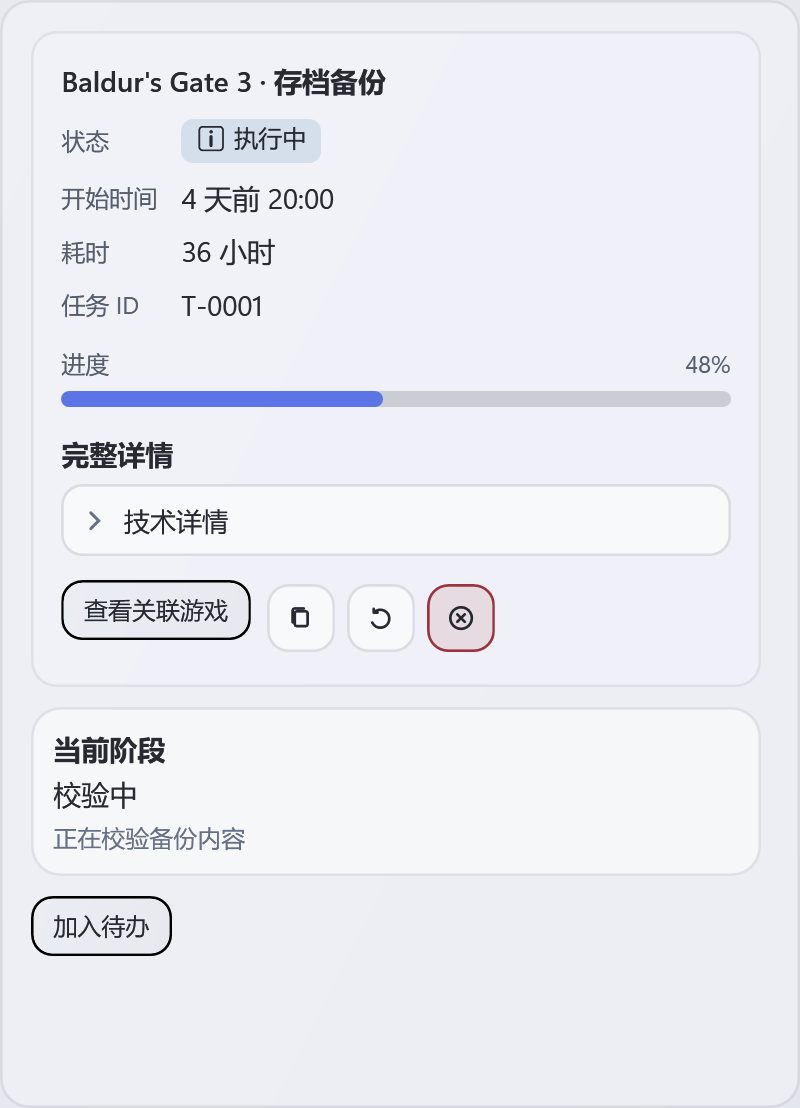 Baldur's Gate 3 · 存档备份
状态 执行中
开始时间 4 天前 20:00
耗时 36 小时
任务 ID T-0001
进度 48%
完整详情
技术详情
查看关联游戏
当前阶段
校验中
正在校验备份内容
加入待办